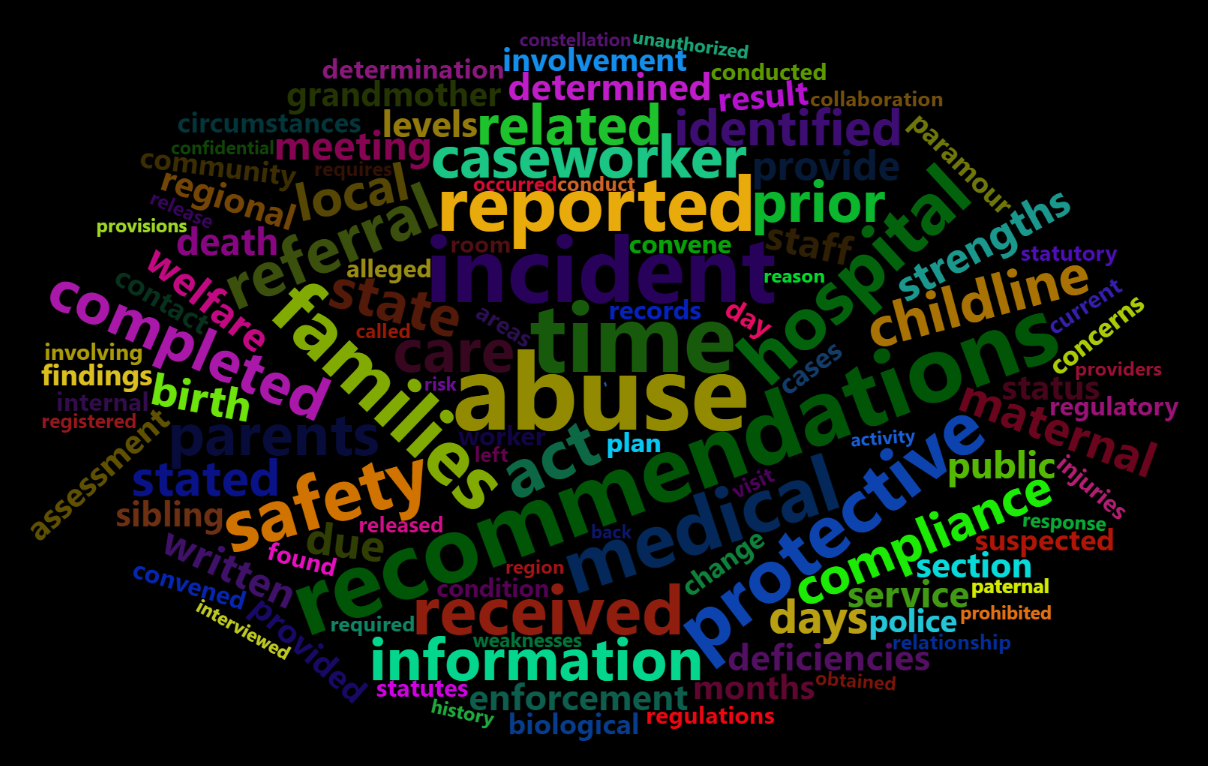 constellation
unauthorized
involvement
determination
conducted
determined
grandmother
result
collaboration
circumstances
levels
related
identified
paramour
confidential
meeting
caseworker
community
requires
provide
regional
local
occurred
conduct
reported
prior
hospital
strengths
release
referral
provisions
death
room
convene
staff
statutory
welfare
alleged
incident
reason
childline
contact
completed
state
records
day
current
families
called
areas
time
concerns
involving
care
cases
findings
birth
risk
abuse
recommendations
providers
internal
status
maternal
regulatory
registered
parents
worker
act
plan
activity
protective
assessment
stated
left
visit
public
injuries
safety
medical
compliance
sibling
released
response
due
back
suspected
written
found
region
change
section
convened
condition
service
paternal
interviewed
provided
required
received
days
police
prohibited
weaknesses
relationship
information
deficiencies
statutes
enforcement
months
obtained
history
biological
regulations